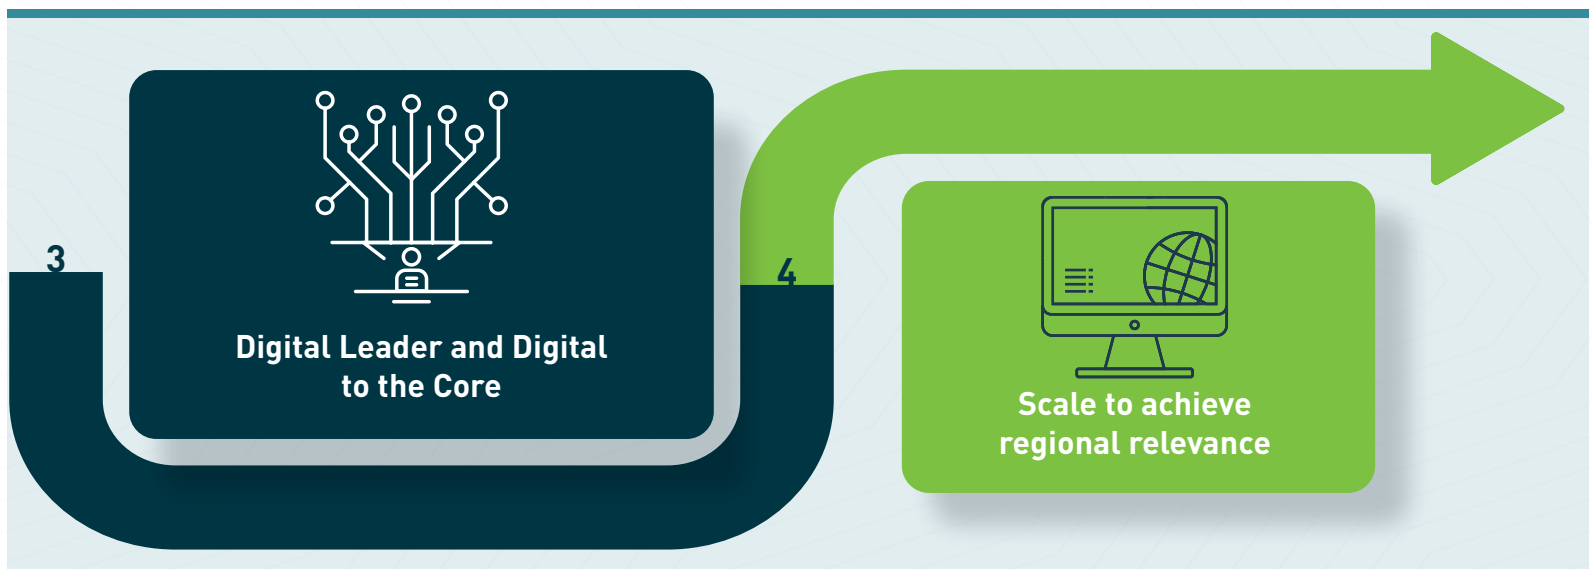 3
Digital Leader and Digital
to the Core
4
Scale to achieve
regional relevance